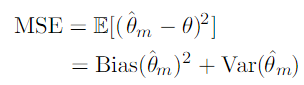 MSE = 𝔼[(θ̂ₘ − θ)²]
= Bias(θ̂ₘ)² + Var(θ̂ₘ)